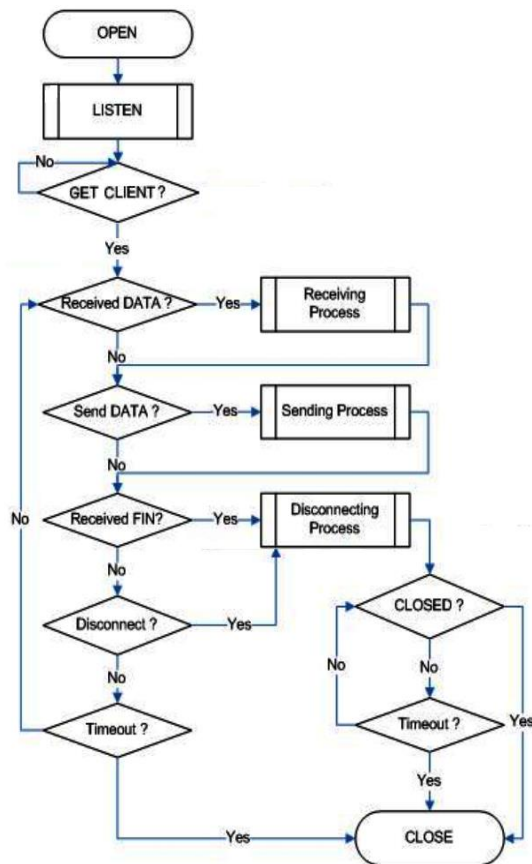 OPEN
LISTEN
No
GET CLIENT ?
Yes
Received DATA ?
Yes
Receiving
Process
No
Send DATA ?
Yes
Sending Process
No
No
Received FIN?
Yes
Disconnecting
Process
No
CLOSED ?
Disconnect ?
Yes
No
No
No
Timeout ?
Timeout ?
Yes
Yes
Yes
CLOSE